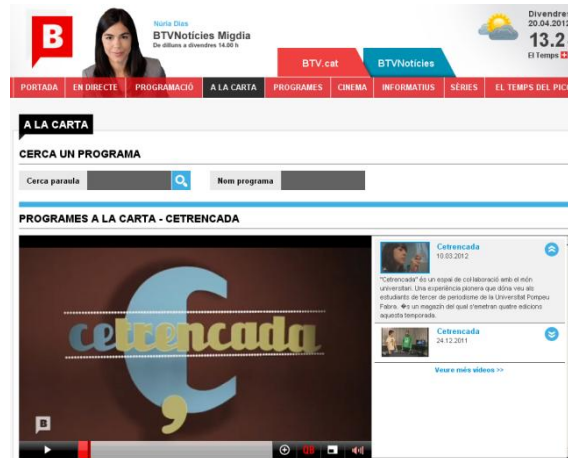 B
Núria Dias
BTVNotícies Migdia
De dilluns a divendres 14.00 h
Divendres
20.04.2012
13.2
El Temps
BTV.cat
BTVNotícies
PORTADA EN DIRECTE PROGRAMACIÓ A LA CARTA PROGRAMES CINEMA INFORMATIUS SÈRIES EL TEMPS DEL PICÓ
A LA CARTA
CERCA UN PROGRAMA
Cerca paraula
Nom programa
PROGRAMES A LA CARTA - CETRENCADA
Ç
cetrencada
B
Cetrencada
10.03.2012
"Cetrencada" és un espai de col·laboració amb el món
universitari. Una experiència pionera que dóna veu als
estudiants de tercer de periodisme de la Universitat Pompeu
Fabra. �s un magazín del qual s'emetran quatre edicions
aquesta temporada.
Cetrencada
24.12.2011
Veure més vídeos >>